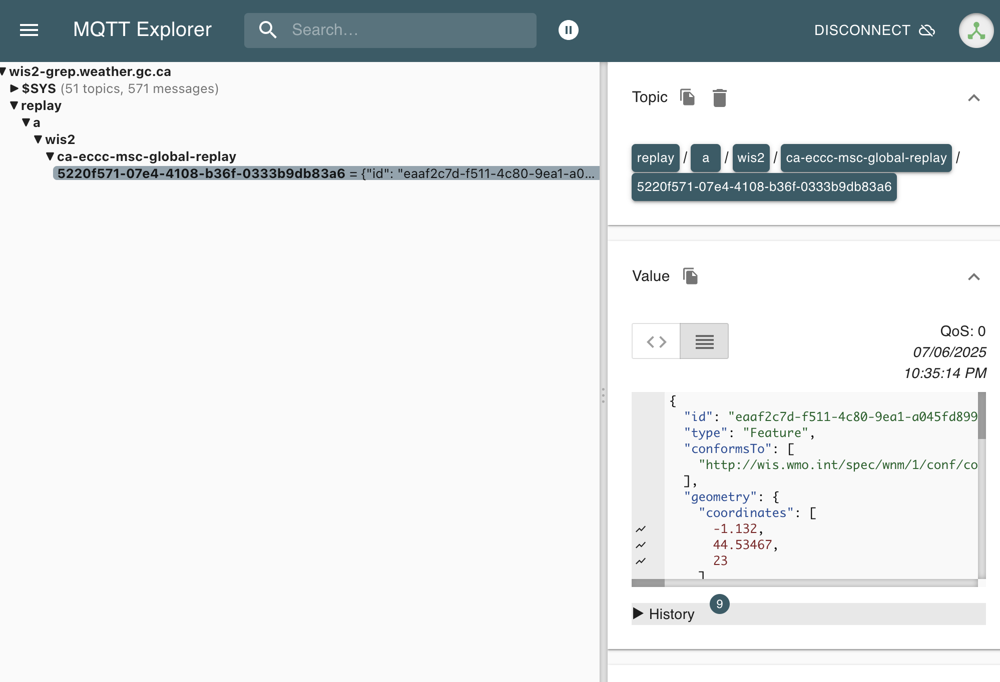 MQTT Explorer
Search…
DISCONNECT
wis2-grep.weather.gc.ca
$SYS (51 topics, 571 messages)
replay
a
wis2
ca-eccc-msc-global-replay
5220f571-07e4-4108-b36f-0333b9db83a6 = {"id": "eaaf2c7d-f511-4c80-9ea1-a0...
Topic
replay / a / wis2 / ca-eccc-msc-global-replay /
5220f571-07e4-4108-b36f-0333b9db83a6
Value
QoS: 0
07/06/2025
10:35:14 PM
{
"id": "eaaf2c7d-f511-4c80-9ea1-a045fd899
"type": "Feature",
"conformsTo": [
"http://wis.wmo.int/spec/wnm/1/conf/co
],
"geometry": {
"coordinates": [
-1.132,
44.53467,
23
]
History 9